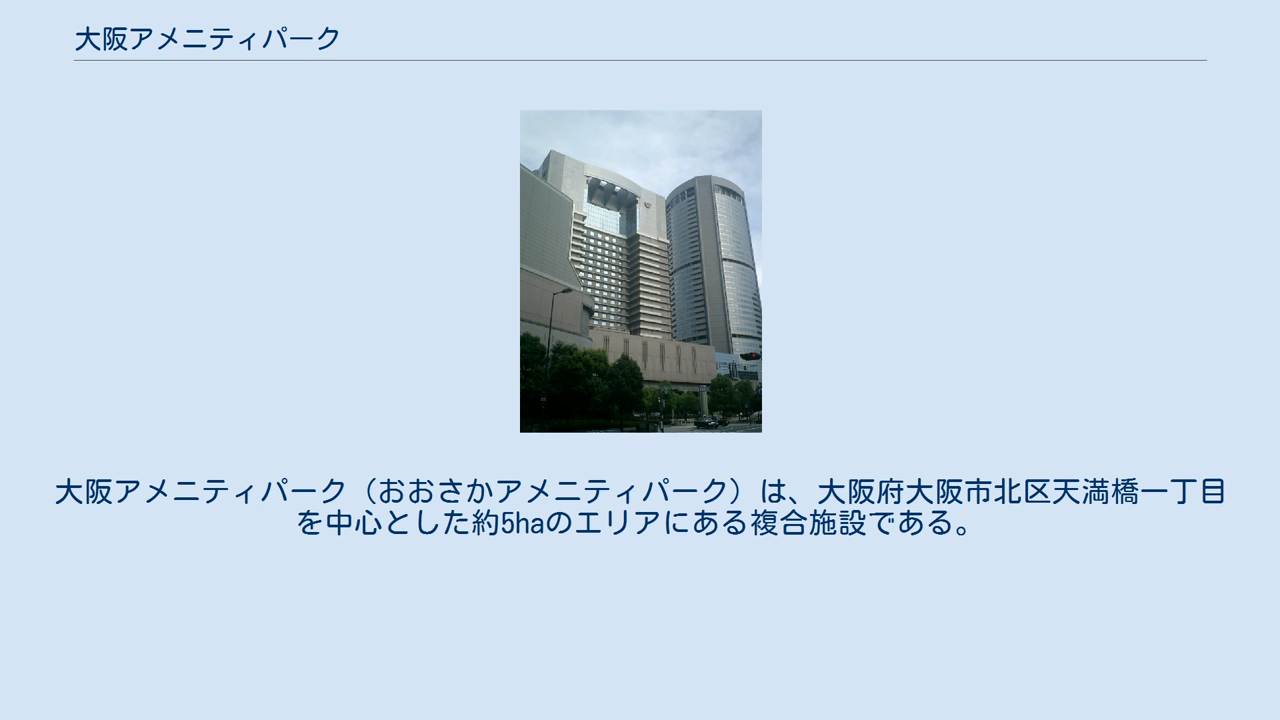 大阪アメニティパーク
大阪アメニティパーク（おおさかアメニティパーク）は、大阪府大阪市北区天満橋一丁目
を中心とした約5haのエリアにある複合施設である。